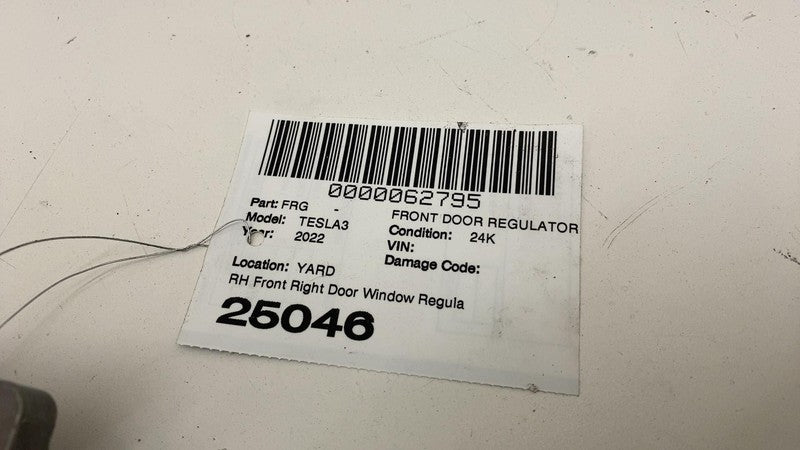 0000062795
Part: FRG - FRONT DOOR REGULATOR
Model: TESLA3 Condition: 24K
Year: 2022 VIN:
Damage Code:
Location: YARD
RH Front Right Door Window Regula
25046